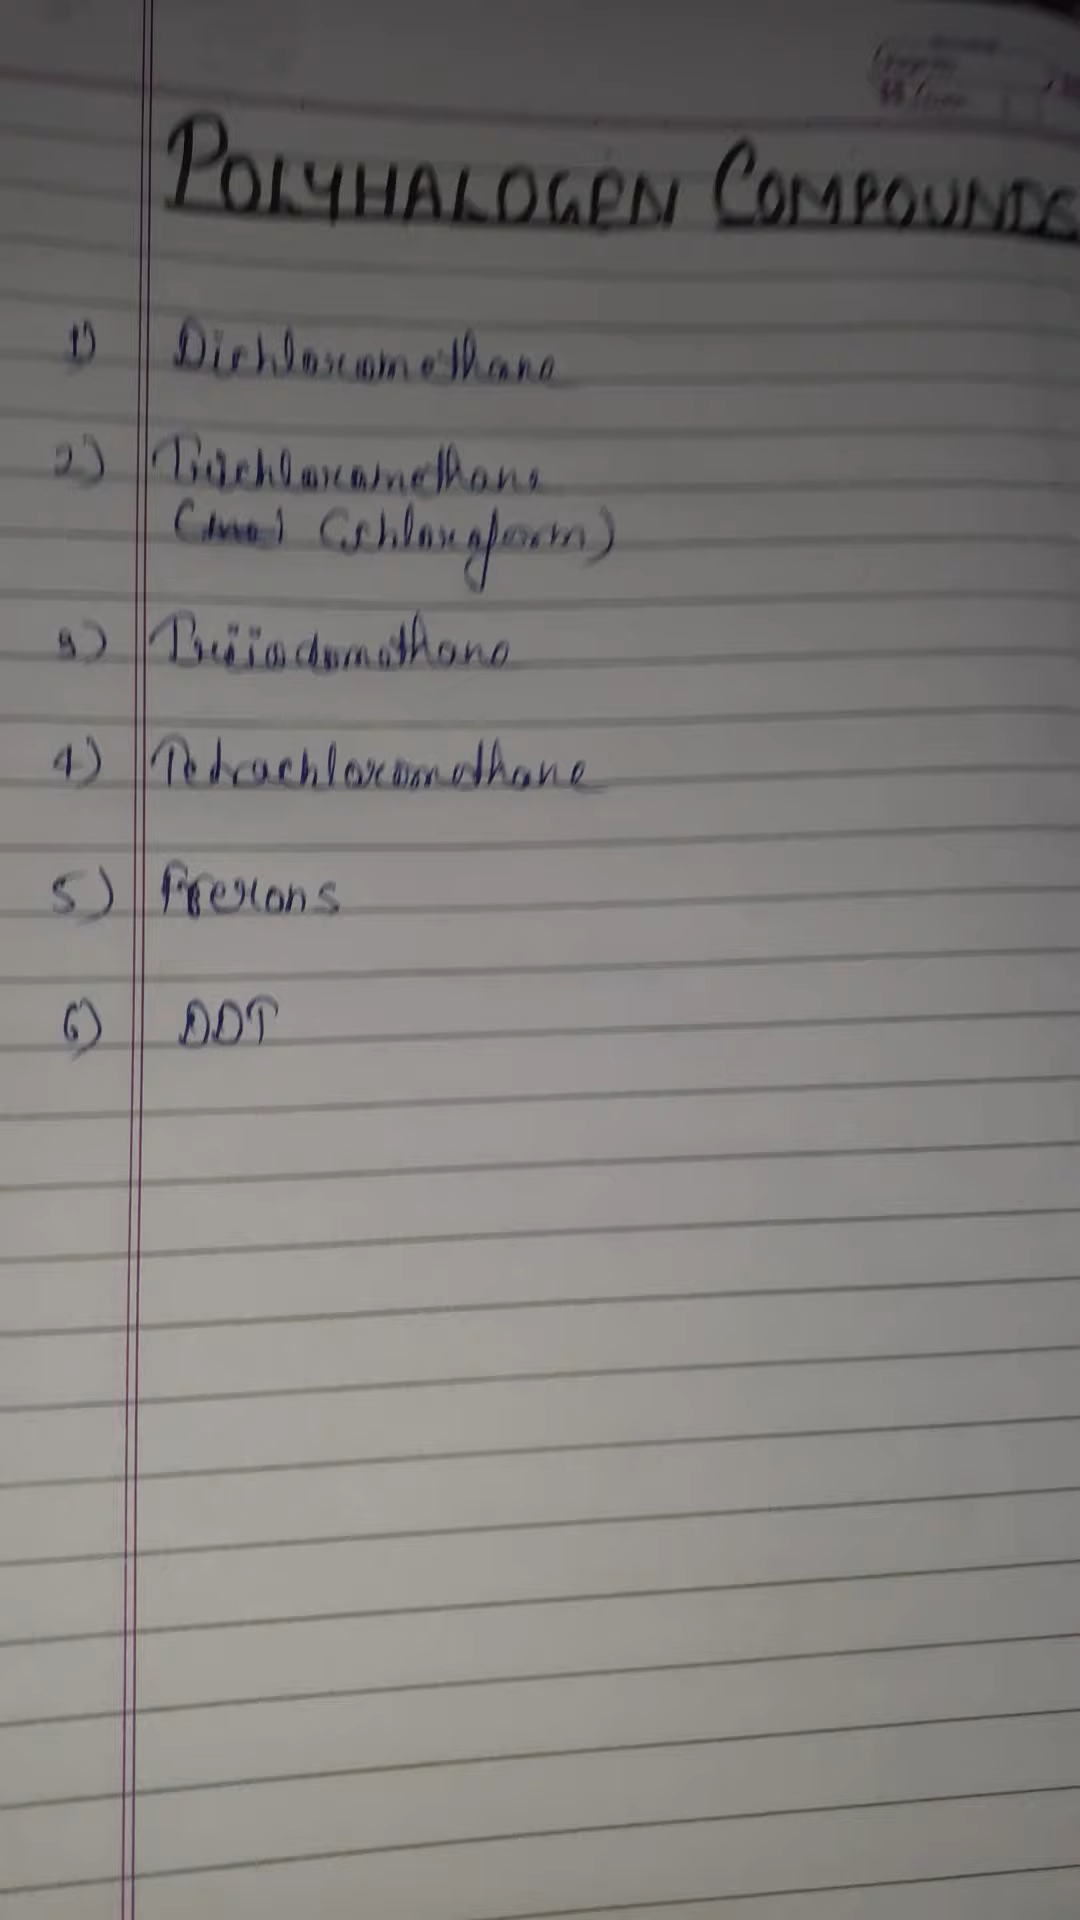 POLYHALOGEN COMPOUNDS
1) Dichloromethane
2) Trichloromethane
(chloroform)
3) Triiodomethane
4) Tetrachloromethane
5) Freons
6) DDT